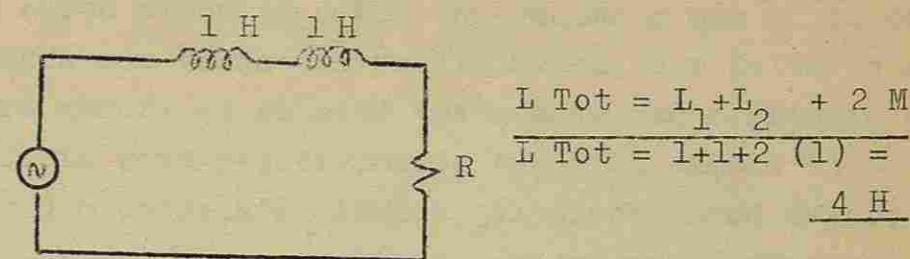 1 H 1 H
L Tot = L1+L2 + 2 M
L Tot = 1+1+2 (1) =
R
4 H